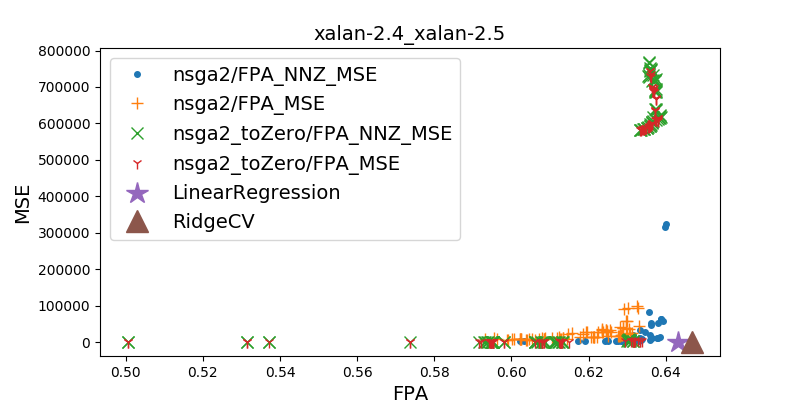 xalan-2.4_xalan-2.5
800000
700000
600000
500000
400000
300000
200000
100000
0
MSE
nsga2/FPA_NNZ_MSE
nsga2/FPA_MSE
nsga2_toZero/FPA_NNZ_MSE
nsga2_toZero/FPA_MSE
LinearRegression
RidgeCV
0.50 0.52 0.54 0.56 0.58 0.60 0.62 0.64
FPA